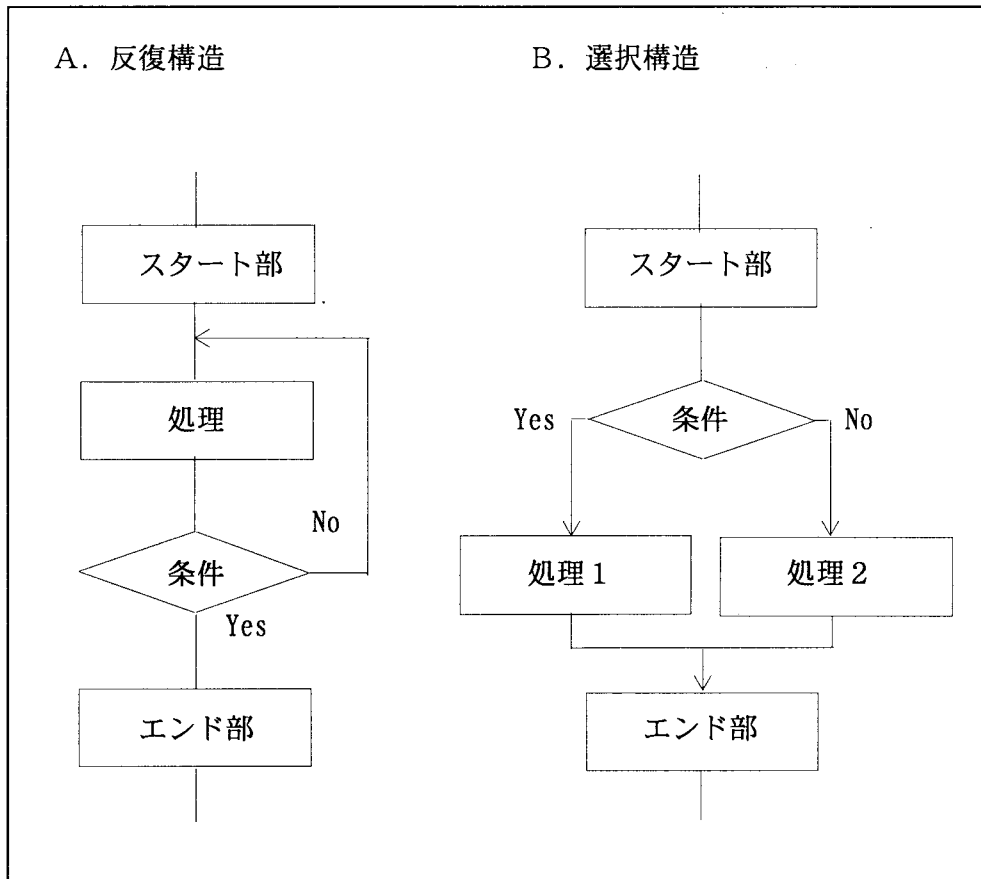 A. 反復構造
スタート部
処理
No
条件
Yes
エンド部
B. 選択構造
スタート部
Yes
条件
No
処理1
処理2
エンド部